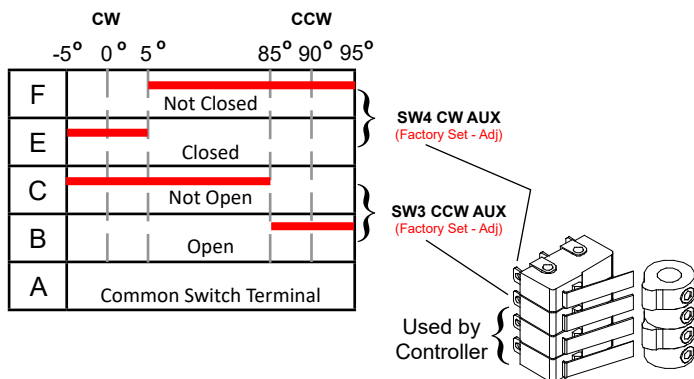 CW CCW
-5° 0° 5° 85° 90° 95°
F
Not Closed
E
Closed
C
Not Open
B
Open
A
Common Switch Terminal
SW4 CW AUX
(Factory Set - Adj)
SW3 CCW AUX
(Factory Set - Adj)
Used by
Controller